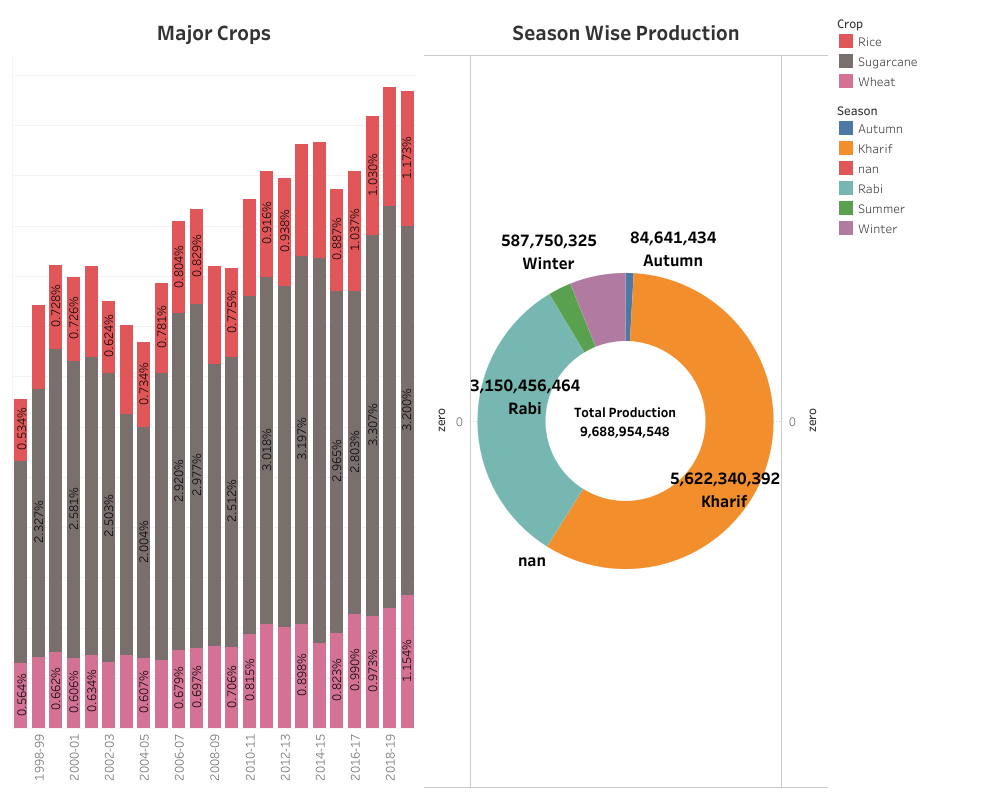 Major Crops
0.534%
0.728%
0.726%
0.624%
0.734%
0.781%
0.804%
0.829%
0.775%
0.916%
0.938%
0.887%
1.037%
1.030%
1.173%
2.327%
2.581%
2.503%
2.004%
2.920%
2.977%
2.512%
3.018%
3.197%
2.965%
2.803%
3.307%
3.200%
0.564%
0.662%
0.606%
0.634%
0.607%
0.679%
0.697%
0.706%
0.815%
0.898%
0.823%
0.990%
0.973%
1.154%
1998-99
2000-01
2002-03
2004-05
2006-07
2008-09
2010-11
2012-13
2014-15
2016-17
2018-19
Season Wise Production
587,750,325
Winter
84,641,434
Autumn
3,150,456,464
Rabi
Total Production
9,688,954,548
5,622,340,392
Kharif
nan
zero
0
0
zero
Crop
Rice
Sugarcane
Wheat
Season
Autumn
Kharif
nan
Rabi
Summer
Winter